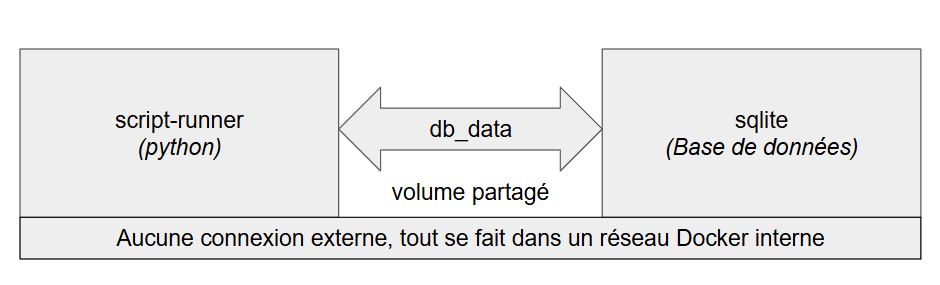 script-runner
(python)
db_data
volume partagé
sqlite
(Base de données)
Aucune connexion externe, tout se fait dans un réseau Docker interne